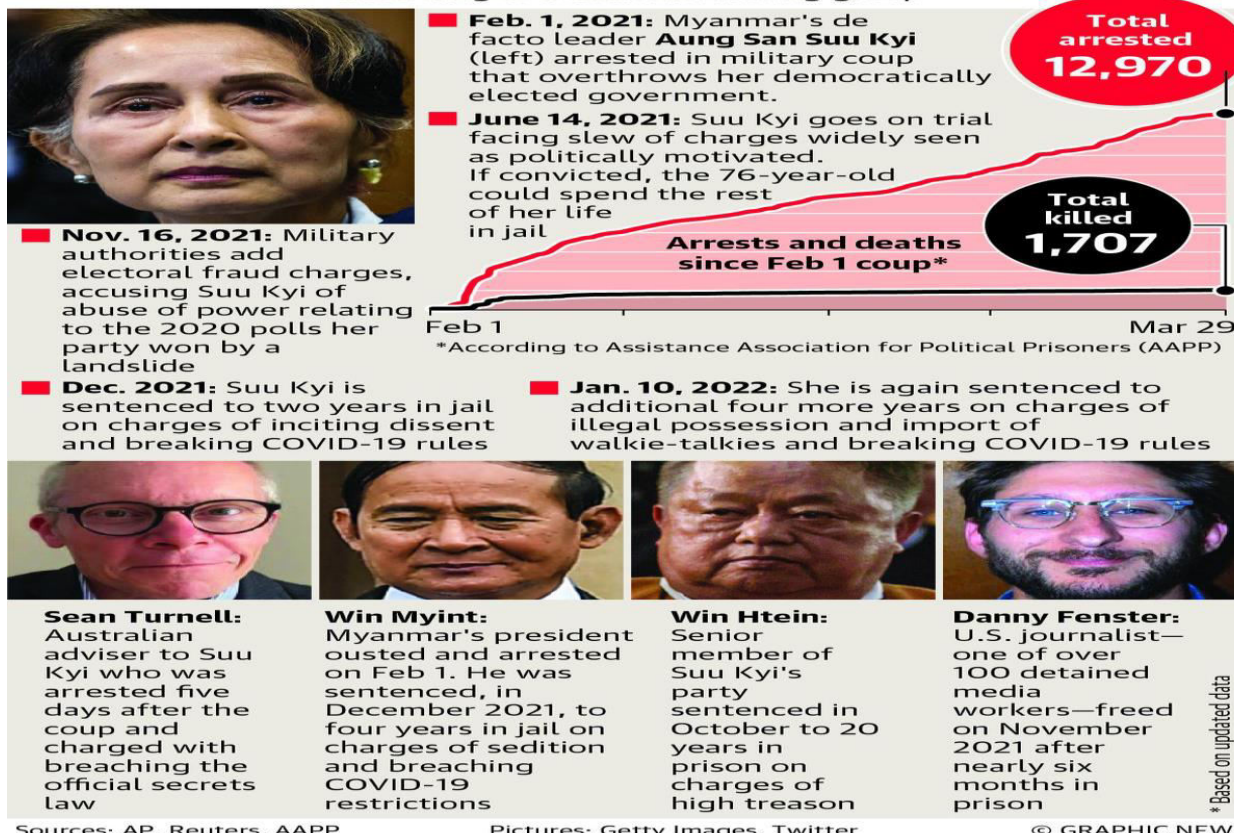 Feb. 1, 2021: Myanmar's de
facto leader Aung San Suu Kyi
(left) arrested in military coup
that overthrows her democratically
elected government.
June 14, 2021: Suu Kyi goes on trial
facing slew of charges widely seen
as politically motivated.
If convicted, the 76-year-old
could spend the rest
of her life
in jail
Total
arrested
12,970
Total
killed
1,707
Arrests and deaths
since Feb 1 coup*
Feb 1
Mar 29
*According to Assistance Association for Political Prisoners (AAPP)
Nov. 16, 2021: Military
authorities add
electoral fraud charges,
accusing Suu Kyi of
abuse of power relating
to the 2020 polls her
party won by a
landslide
Dec. 2021: Suu Kyi is
sentenced to two years in jail
on charges of inciting dissent
and breaking COVID-19 rules
Jan. 10, 2022: She is again sentenced to
additional four more years on charges of
illegal possession and import of
walkie-talkies and breaking COVID-19 rules
Sean Turnell:
Australian
adviser to Suu
Kyi who was
arrested five
days after the
coup and
charged with
breaching the
official secrets
law
Win Myint:
Myanmar's president
ousted and arrested
on Feb 1. He was
sentenced, in
December 2021, to
four years in jail on
charges of sedition
and breaching
COVID-19
restrictions
Win Htein:
Senior
member of
Suu Kyi's
party
sentenced in
October to 20
years in
prison on
charges of
high treason
Danny Fenster:
U.S. journalist—
one of over
100 detained
media
workers—freed
on November
2021 after
nearly six
months in
prison
* Based on updated data
Sources: AP, Reuters, AAPP
Pictures: Getty Images, Twitter
© GRAPHIC NEW